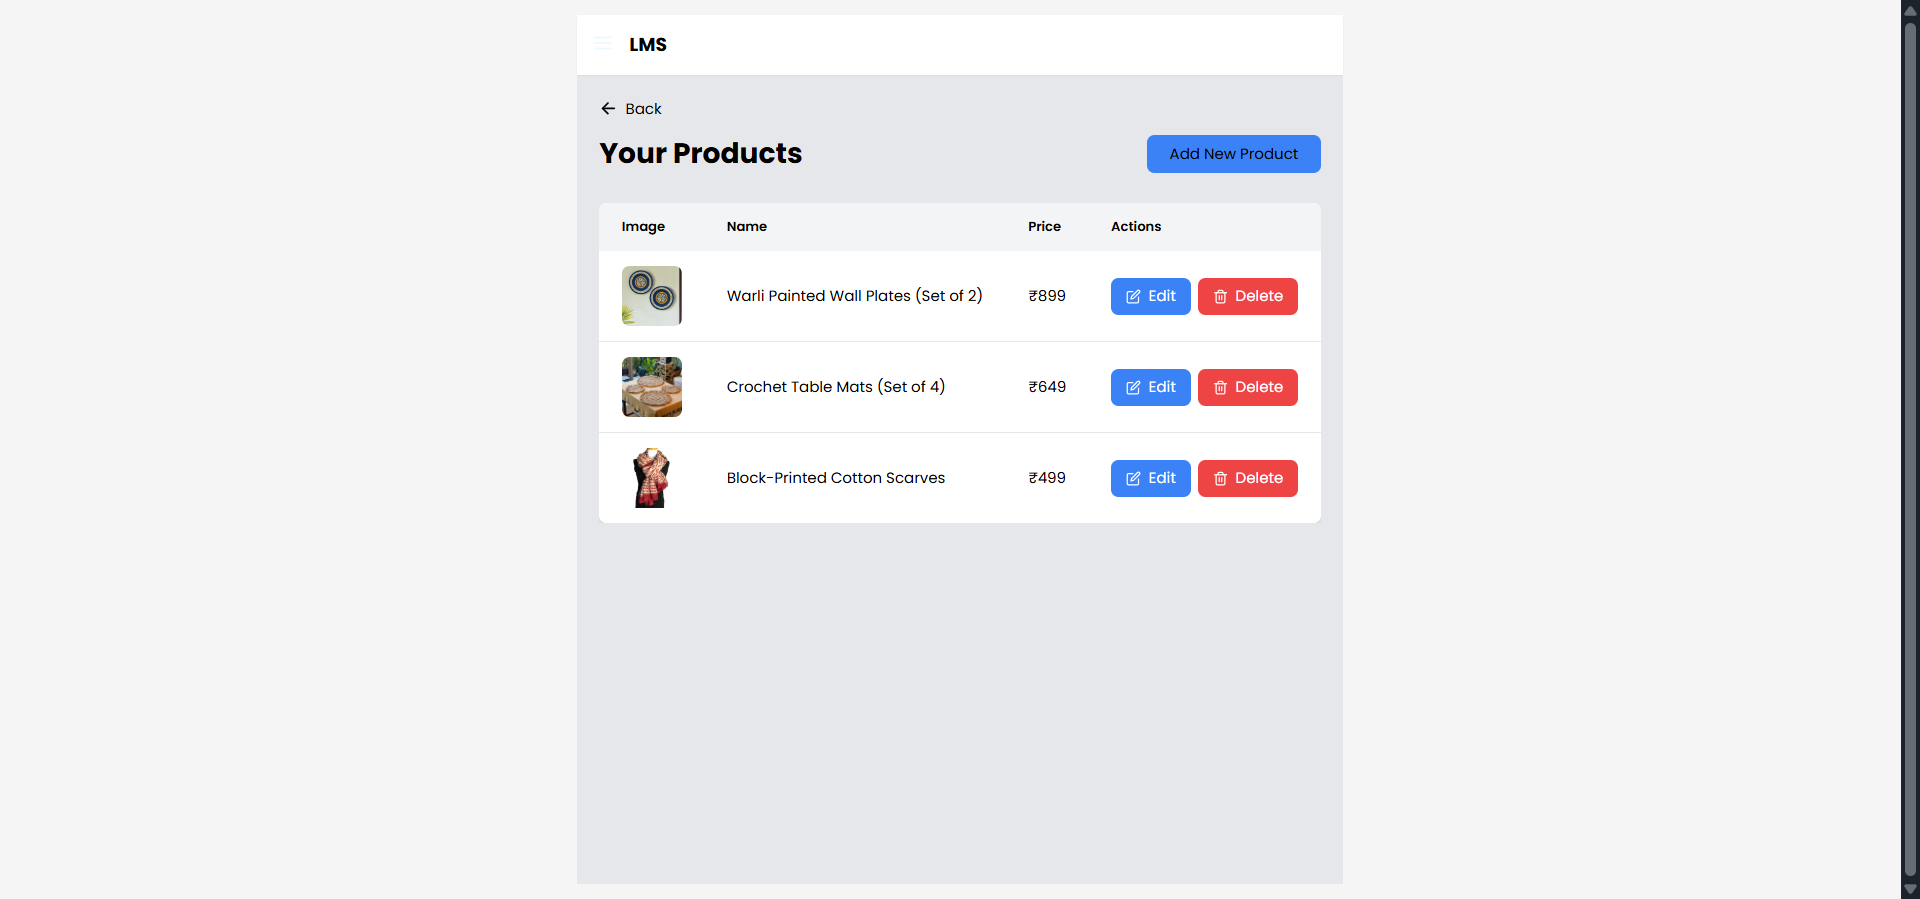 LMS
Back
Your Products
Add New Product
Image Name Price Actions
Warli Painted Wall Plates (Set of 2) ₹899 Edit Delete
Crochet Table Mats (Set of 4) ₹649 Edit Delete
Block-Printed Cotton Scarves ₹499 Edit Delete